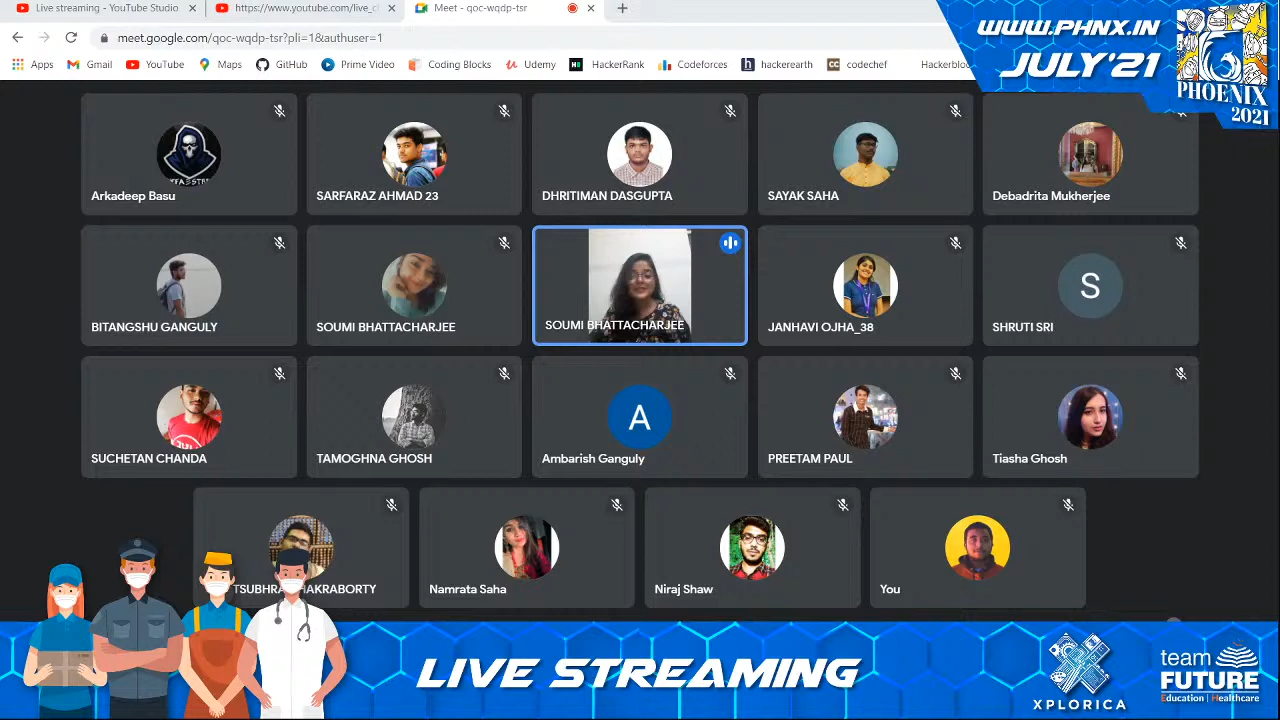 Live streaming - YouTube Studio
https://www.youtube.com/live_c
Meet - qoc-wqdp-tsr
meet.google.com/qoc-wqdp-tsr?pli=1&authuser=1
Apps Gmail YouTube Maps GitHub Prime Video Coding Blocks Udemy HackerRank Codeforces hackerearth codechef
WWW.PHNX.IN
JULY'21
PHOENIX
2021
Arkadeep Basu
SARFARAZ AHMAD 23
DHRITIMAN DASGUPTA
SAYAK SAHA
Debadrita Mukherjee
BITANGSHU GANGULY
SOUMI BHATTACHARJEE
SOUMI BHATTACHARJEE
JANHAVI OJHA_38
S
SHRUTI SRI
SUCHETAN CHANDA
TAMOGHNA GHOSH
A
Ambarish Ganguly
PREETAM PAUL
Tiasha Ghosh
Namrata Saha
Niraj Shaw
You
LIVE STREAMING
XPLORICA
team
FUTURE
Education | Healthcare